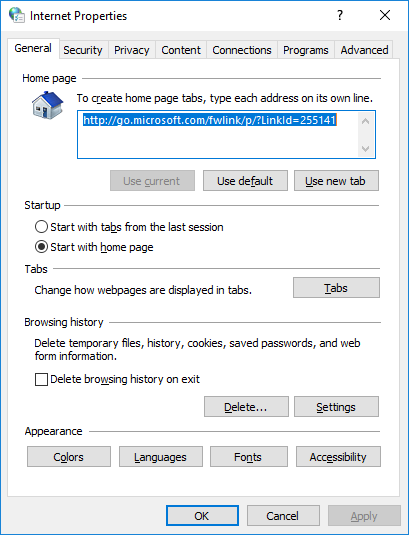 Internet Properties
General Security Privacy Content Connections Programs Advanced
Home page
To create home page tabs, type each address on its own line.
http://go.microsoft.com/fwlink/p/?LinkId=255141
Use current Use default Use new tab
Startup
Start with tabs from the last session
Start with home page
Tabs
Change how webpages are displayed in tabs. Tabs
Browsing history
Delete temporary files, history, cookies, saved passwords, and web
form information.
Delete browsing history on exit
Delete... Settings
Appearance
Colors Languages Fonts Accessibility
OK Cancel Apply